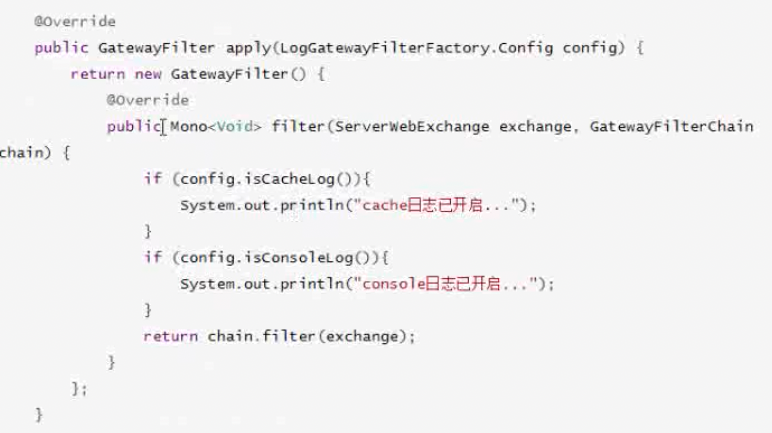 @Override
public GatewayFilter apply(LogGatewayFilterFactory.Config config) {
return new GatewayFilter() {
@Override
public Mono<Void> filter(ServerWebExchange exchange, GatewayFilterChain
chain) {
if (config.isCacheLog()){
System.out.println("cache日志已开启...");
}
if (config.isConsoleLog()){
System.out.println("console日志已开启...");
}
return chain.filter(exchange);
}
};
}